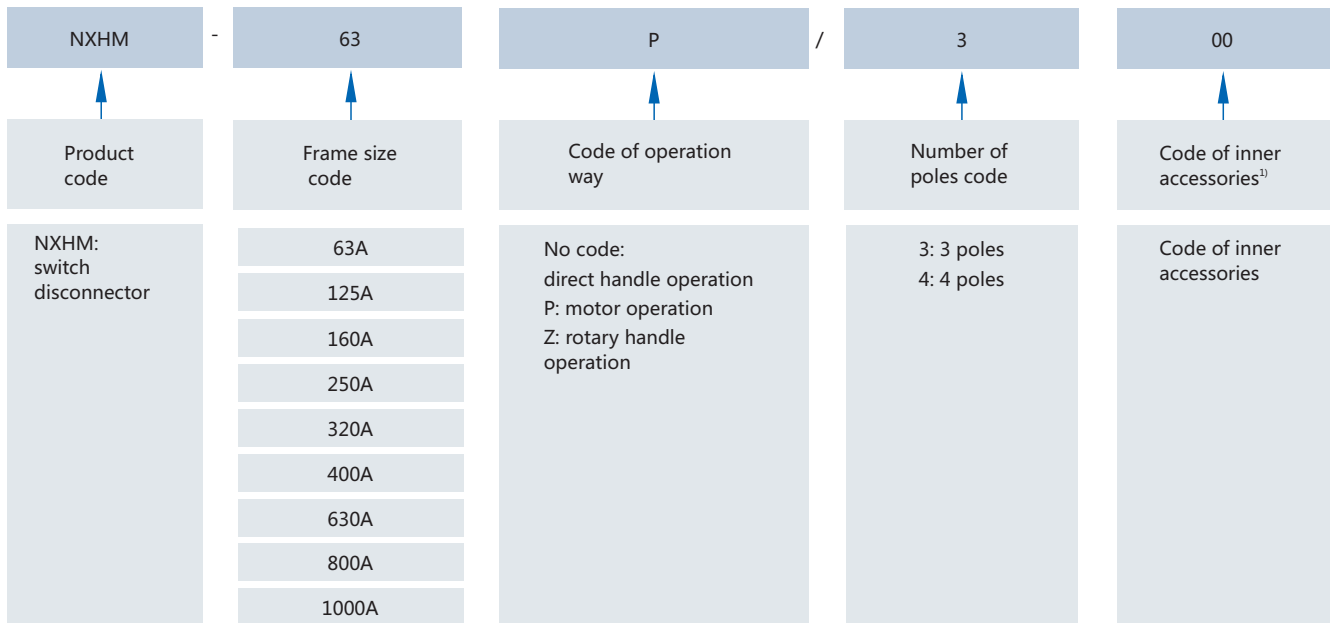 NXHM - 63 P / 3 00
Product
code
Frame size
code
Code of operation
way
Number of
poles code
Code of inner
accessories1)
NXHM:
switch
disconnector
63A
125A
160A
250A
320A
400A
630A
800A
1000A
No code:
direct handle operation
P: motor operation
Z: rotary handle
operation
3: 3 poles
4: 4 poles
Code of inner
accessories